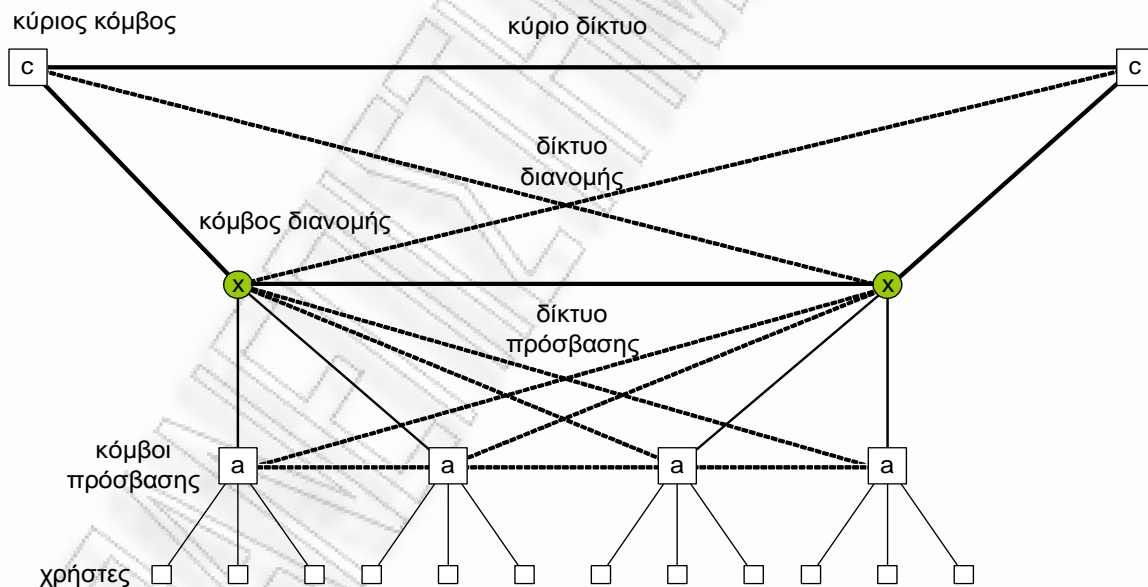 κύριος κόμβος
κύριο δίκτυο
c
c
δίκτυο
διανομής
κόμβος διανομής
x
x
δίκτυο
πρόσβασης
κόμβοι
πρόσβασης
a
a
a
a
χρήστες